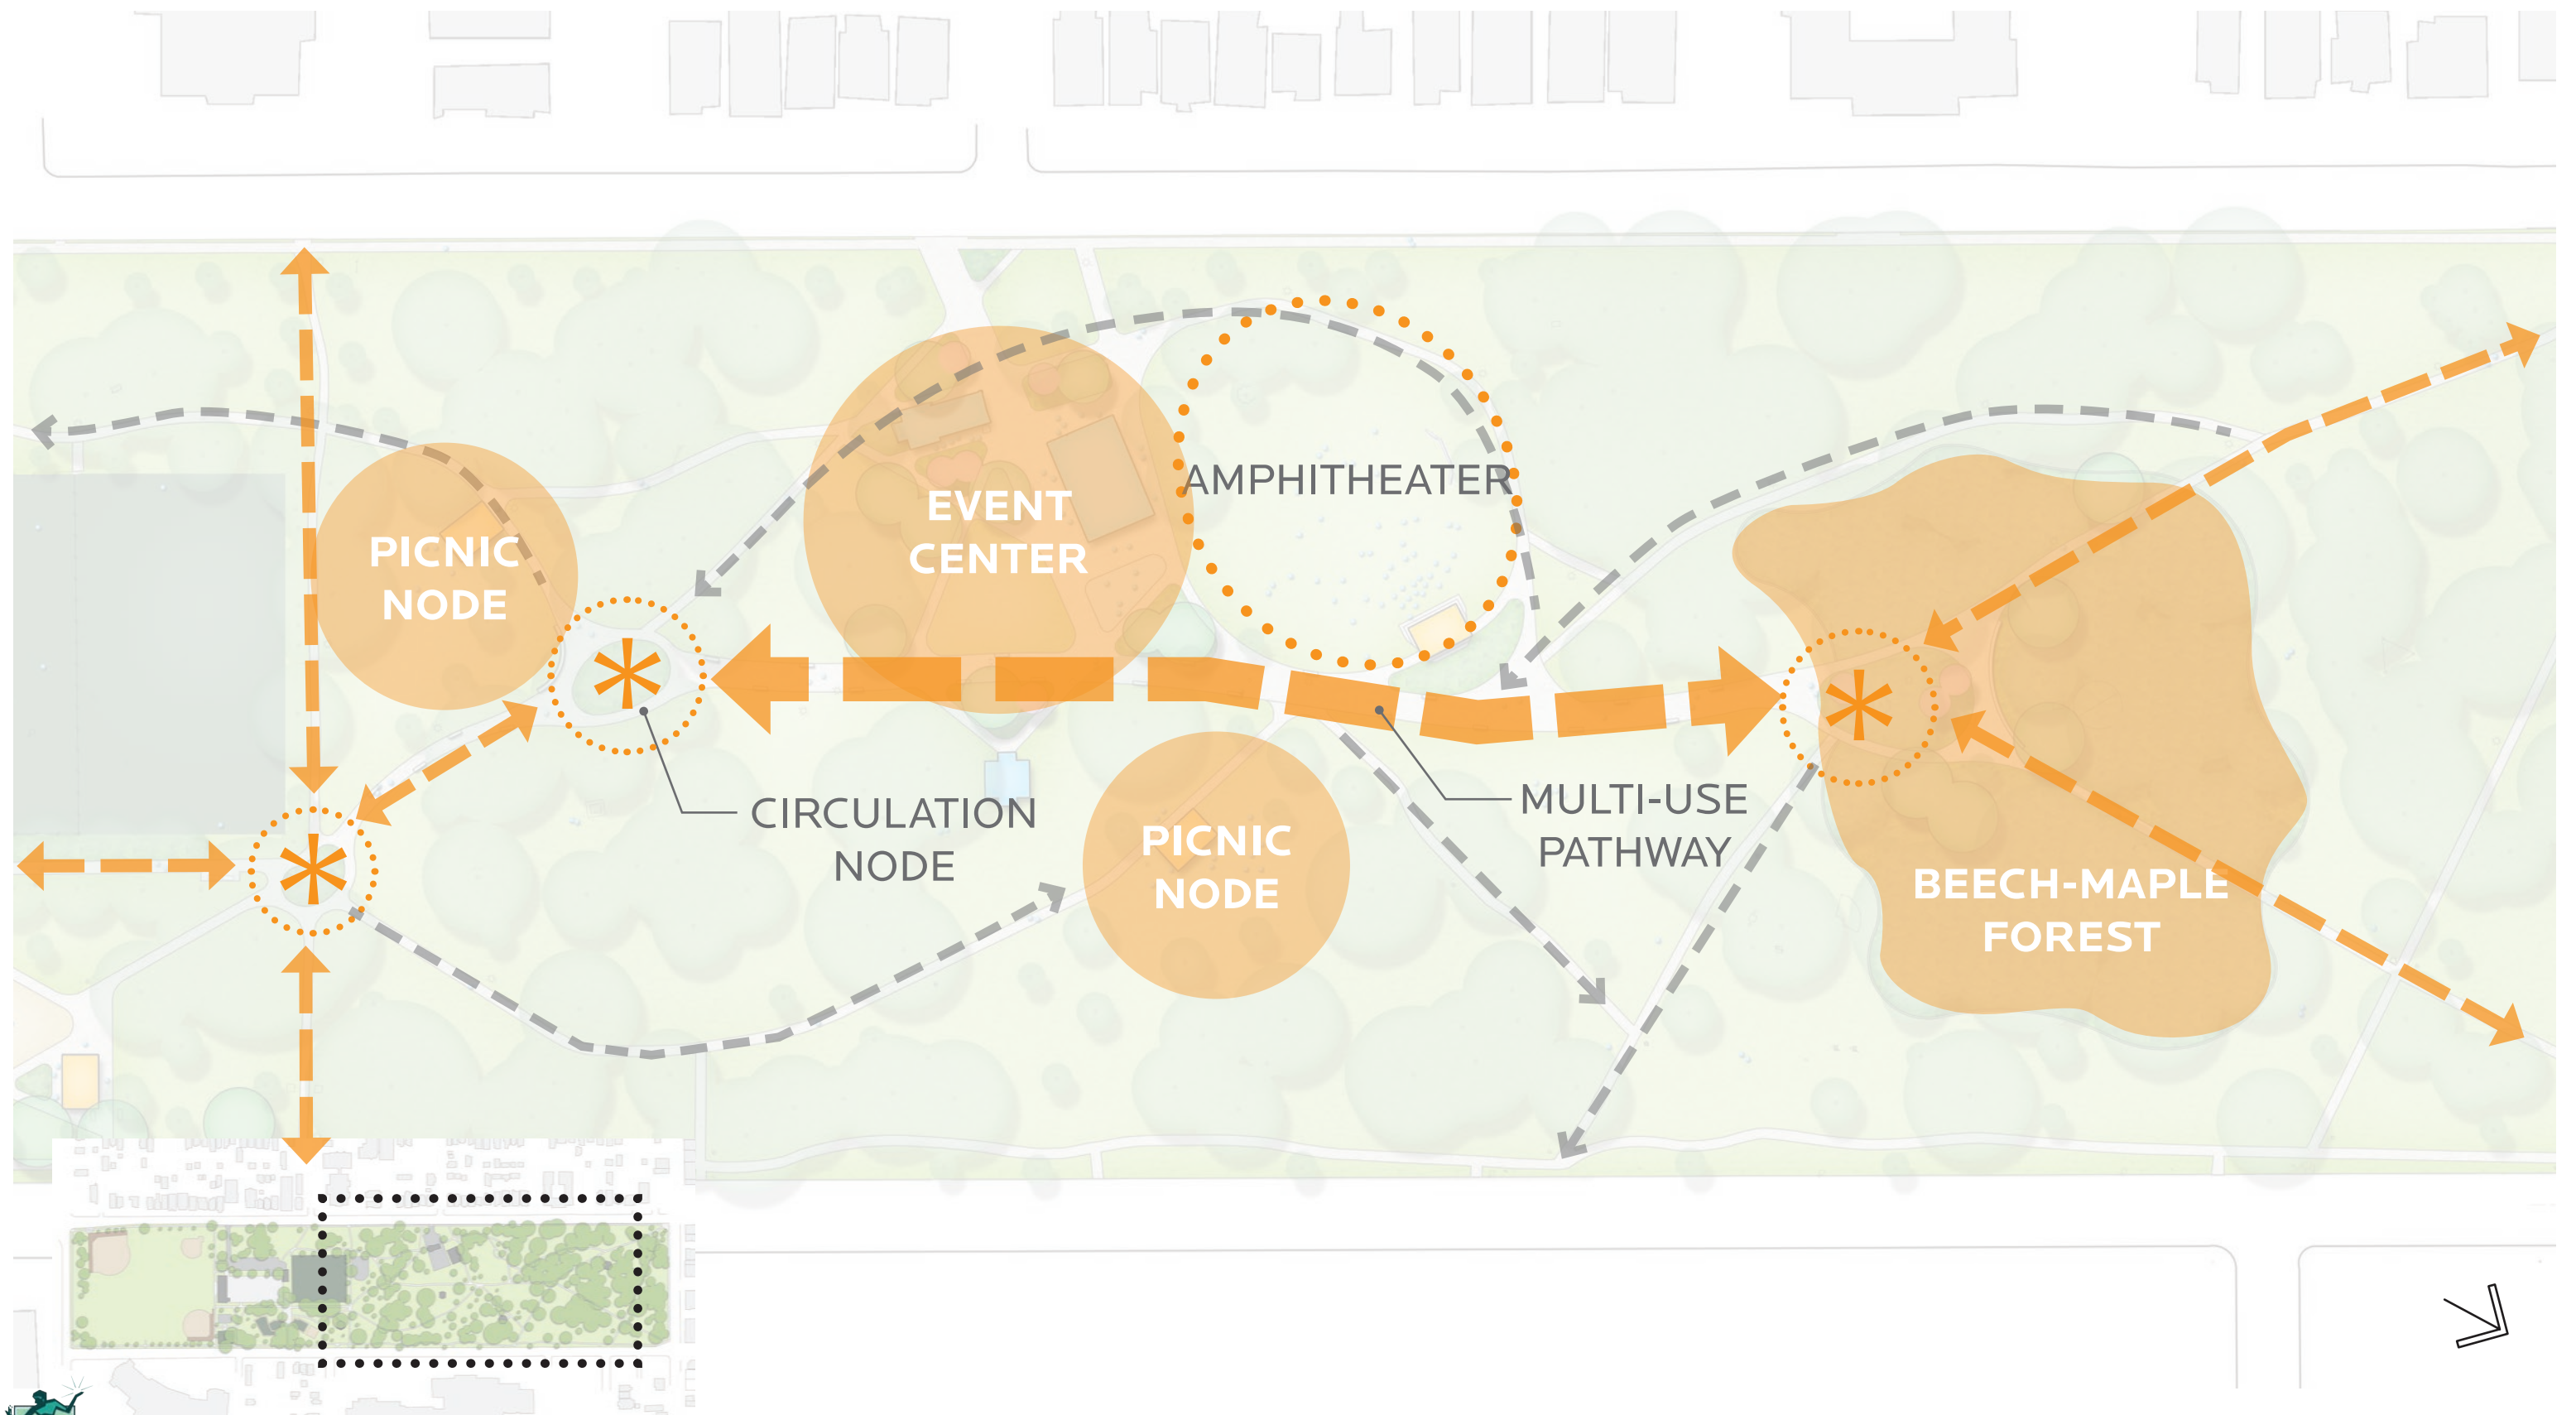 AMPHITHEATER
EVENT
CENTER
PICNIC
NODE
CIRCULATION
NODE
MULTI-USE
PATHWAY
PICNIC
NODE
BEECH-MAPLE
FOREST